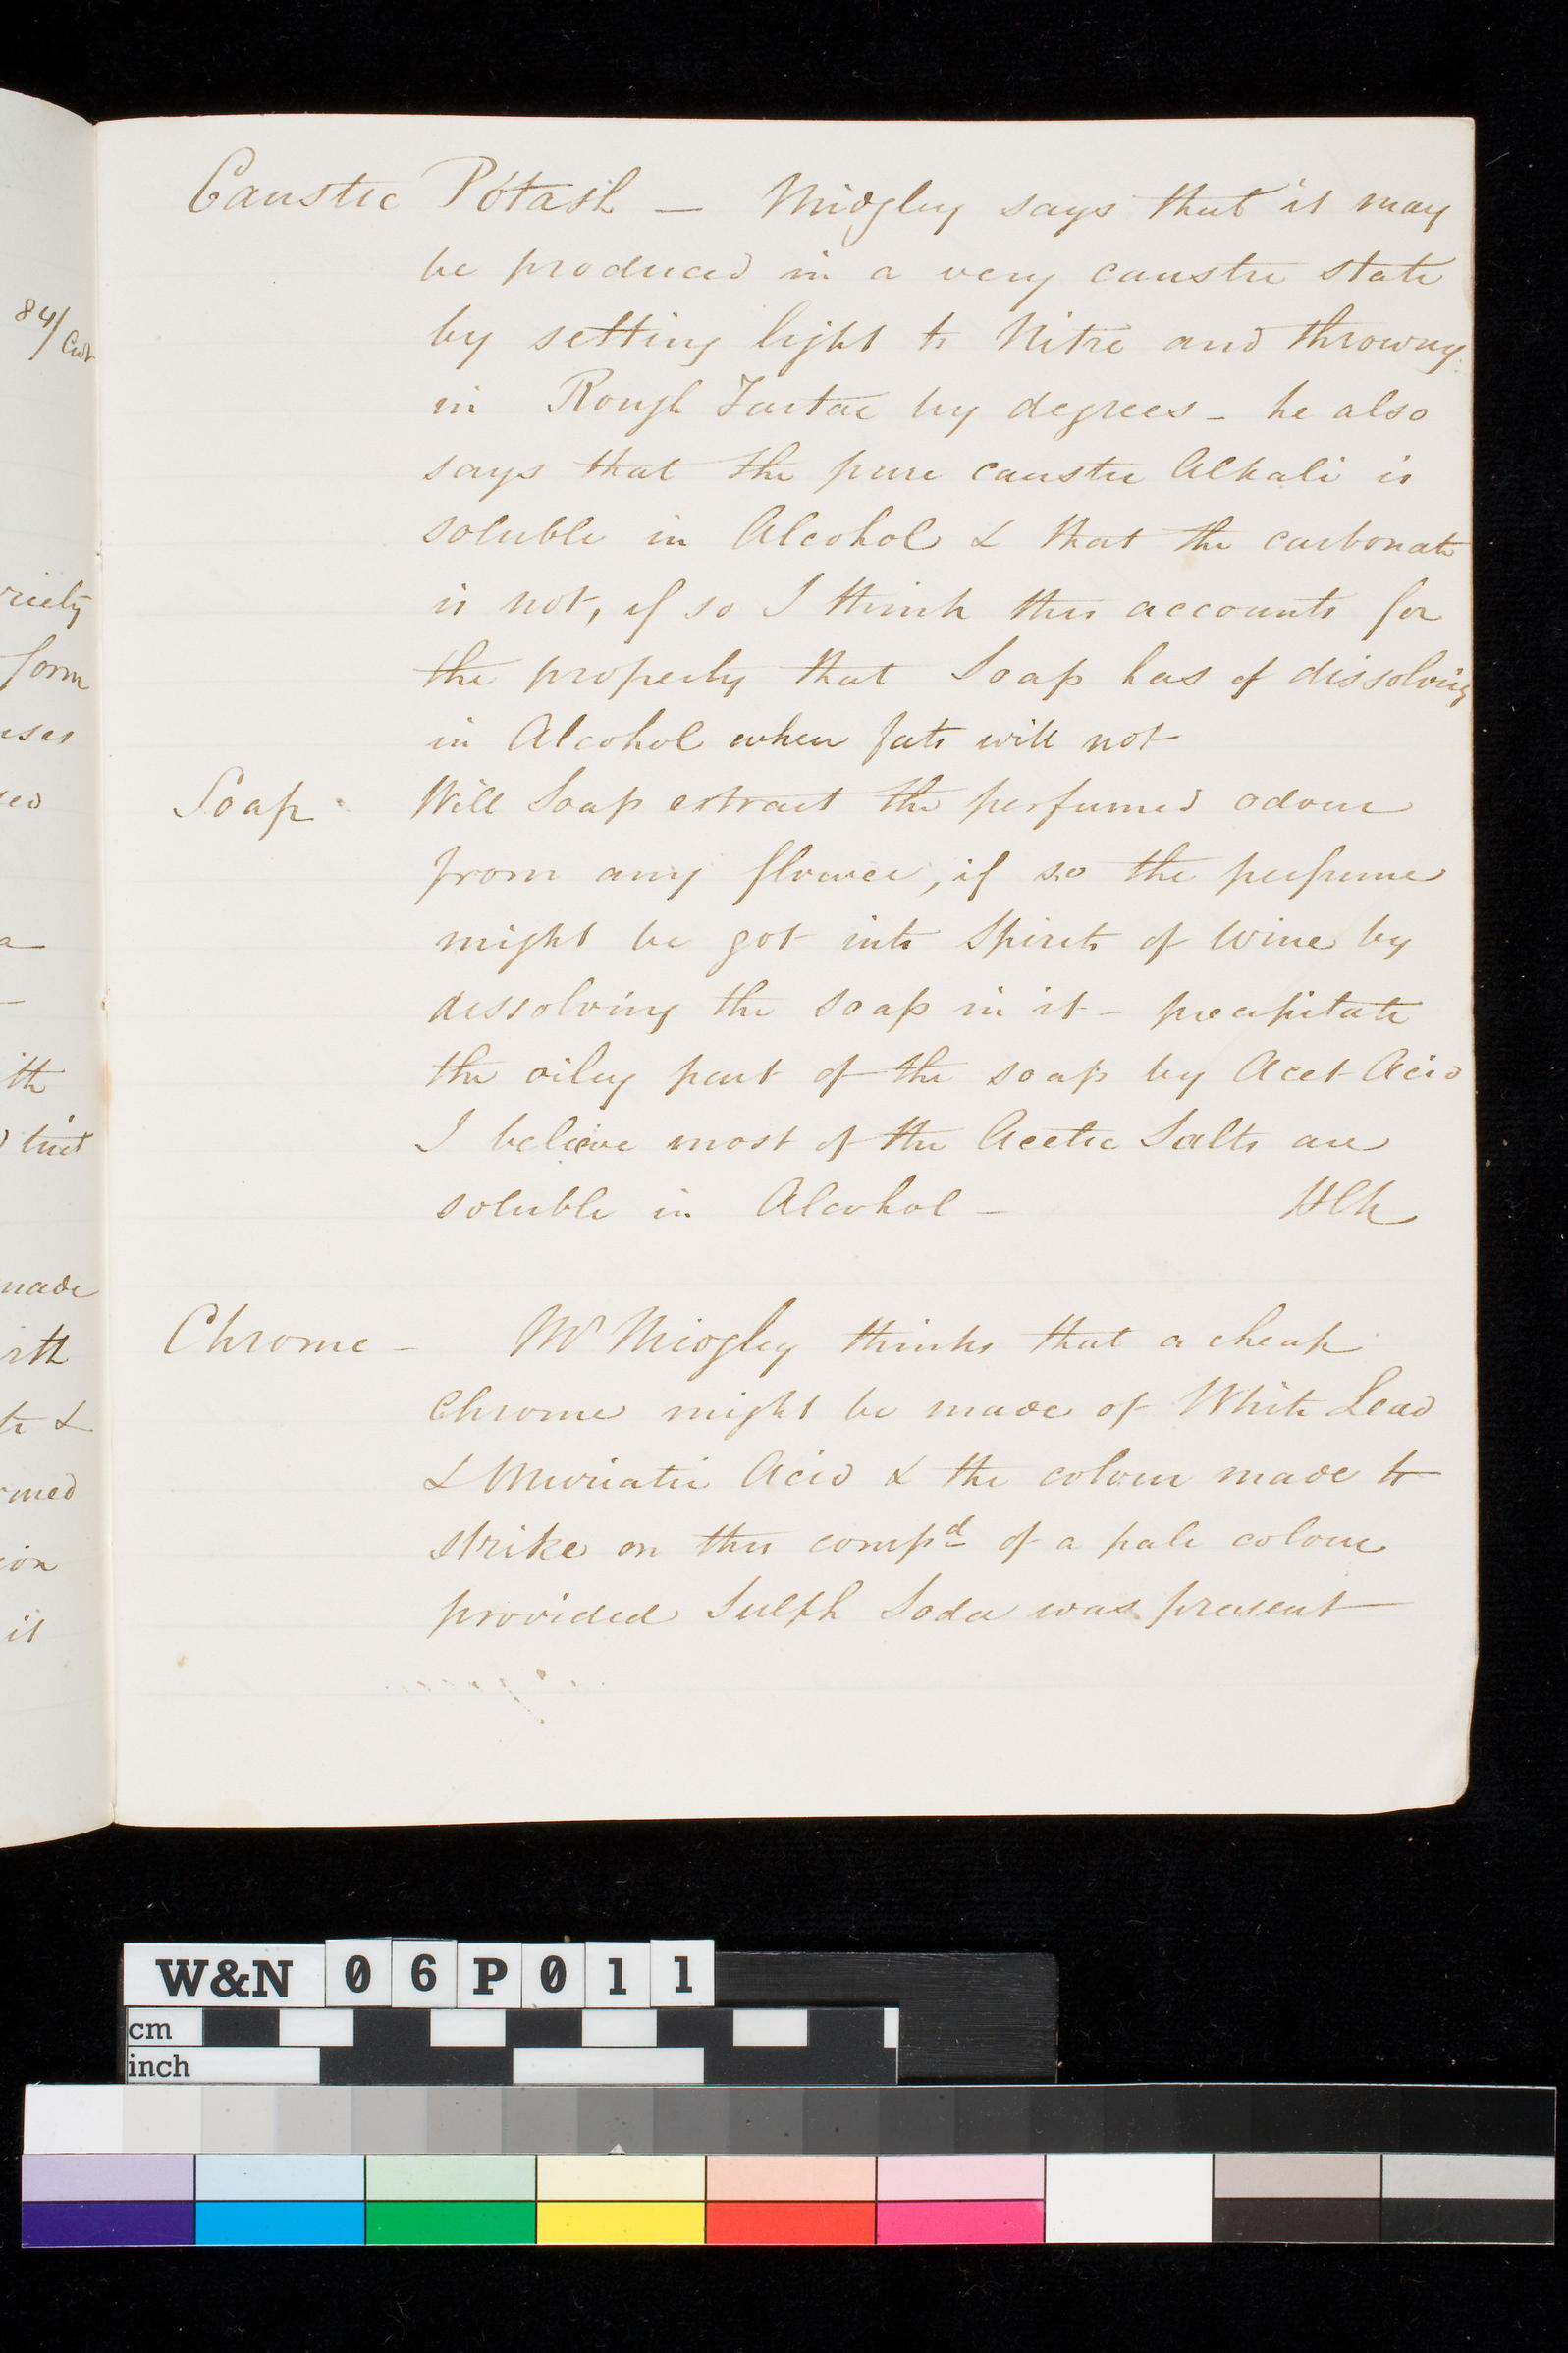 Caustic Potash — Midgley says that it may
be produced in a very caustic state
by setting light to Nitre and throwing
in Rough Tartar by degrees - he also
says that the pure caustic Alkali is
soluble in Alcohol & that the carbonate
is not, if so I think this accounts for
the property that Soap has of dissolving
in Alcohol when fats will not
Soap Will Soap extract the perfumed odour
from any flower, if so the perfume
might be got into Spirits of Wine by
dissolving the soap in it - precipitate
the oiley part of the soap by Acet Acid
I believe most of the Acetic Salts are
soluble in Alcohol -
Chrome - Mr Midgley thinks that a cheap
Chrome might be made of White Lead
& Muriatic Acid & the colour made to
strike on this compd of a pale colour
provided Sulph Soda was present
84/ Cwt
form
uses
a
ith
tint
made
& 
ion
it
W&N 06P011
cm
inch